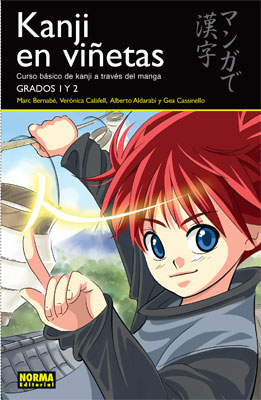 Kanji
en viñetas
Curso básico de kanji a través del manga
GRADOS 1 Y 2
Marc Bernabé, Verònica Calafell, Alberto Aldarabí y Gea Cassinello
マンガで
漢字
NORMA
Editorial